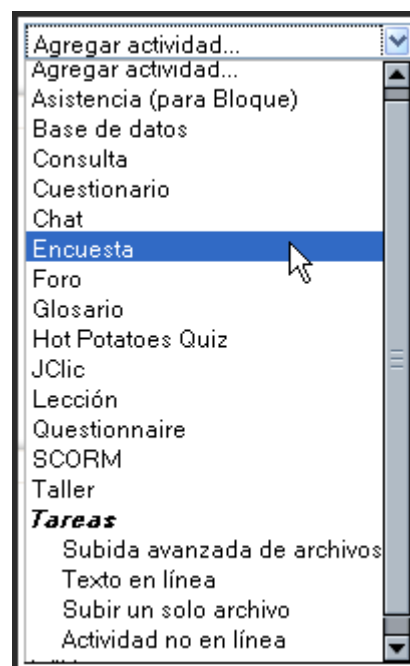 Agregar actividad...
Agregar actividad...
Asistencia (para Bloque)
Base de datos
Consulta
Cuestionario
Chat
Encuesta
Foro
Glosario
Hot Potatoes Quiz
JClic
Lección
Questionnaire
SCORM
Taller
Tareas
Subida avanzada de archivos
Texto en línea
Subir un solo archivo
Actividad no en línea